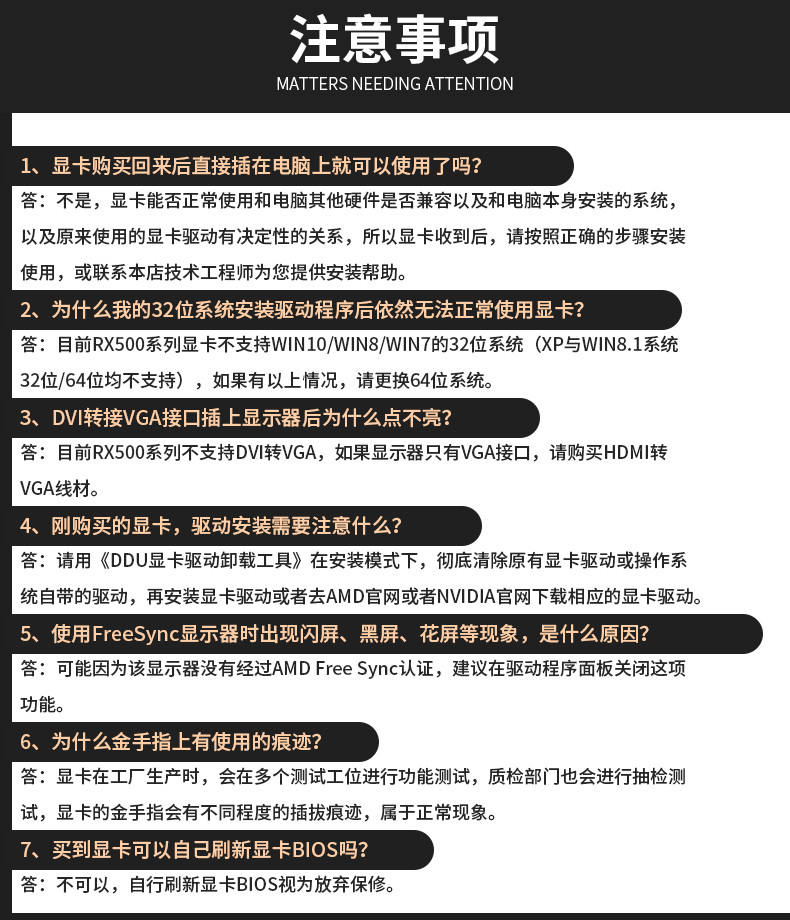 注意事项
MATTERS NEEDING ATTENTION
1、显卡购买回来后直接插在电脑上就可以使用了吗？
答：不是，显卡能否正常使用和电脑其他硬件是否兼容以及和电脑本身安装的系统，
以及原来使用的显卡驱动有决定性的关系，所以显卡收到后，请按照正确的步骤安装
使用，或联系本店技术工程师为您提供安装帮助。
2、为什么我的32位系统安装驱动程序后依然无法正常使用显卡？
答：目前RX500系列显卡不支持WIN10/WIN8/WIN7的32位系统（XP与WIN8.1系统
32位/64位均不支持），如果有以上情况，请更换64位系统。
3、DVI转接VGA接口插上显示器后为什么点不亮？
答：目前RX500系列不支持DVI转VGA，如果显示器只有VGA接口，请购买HDMI转
VGA线材。
4、刚购买的显卡，驱动安装需要注意什么？
答：请用《DDU显卡驱动卸载工具》在安装模式下，彻底清除原有显卡驱动或操作系
统自带的驱动，再安装显卡驱动或者去AMD官网或者NVIDIA官网下载相应的显卡驱动。
5、使用FreeSync显示器时出现闪屏、黑屏、花屏等现象，是什么原因？
答：可能因为该显示器没有经过AMD Free Sync认证，建议在驱动程序面板关闭这项
功能。
6、为什么金手指上有使用的痕迹？
答：显卡在工厂生产时，会在多个测试工位进行功能测试，质检部门也会进行抽检测
试，显卡的金手指会有不同程度的插拔痕迹，属于正常现象。
7、买到显卡可以自己刷新显卡BIOS吗？
答：不可以，自行刷新显卡BIOS视为放弃保修。